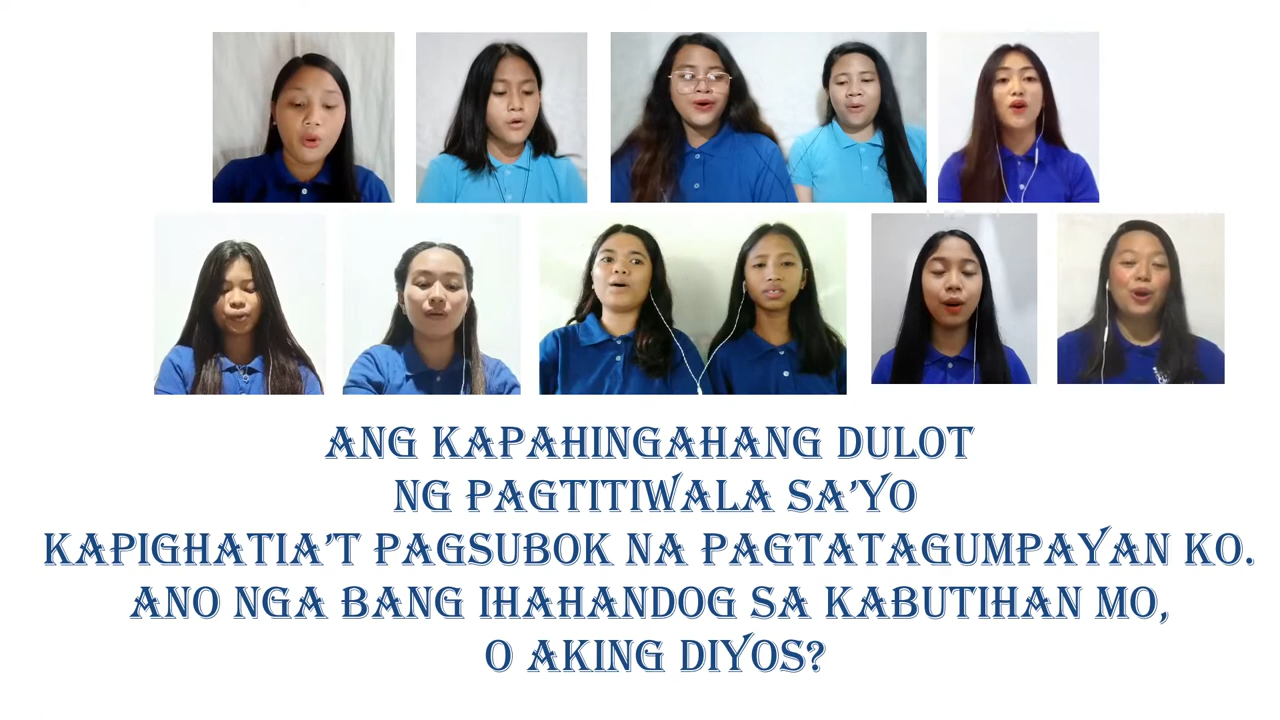 ANG KAPAHINGAHANG DULOT
NG PAGTITIWALA SA'YO
KAPIGHATIA'T PAGSUBOK NA PAGTATAGUMPAYAN KO.
ANO NGA BANG IHAHANDOG SA KABUTIHAN MO,
O AKING DIYOS?